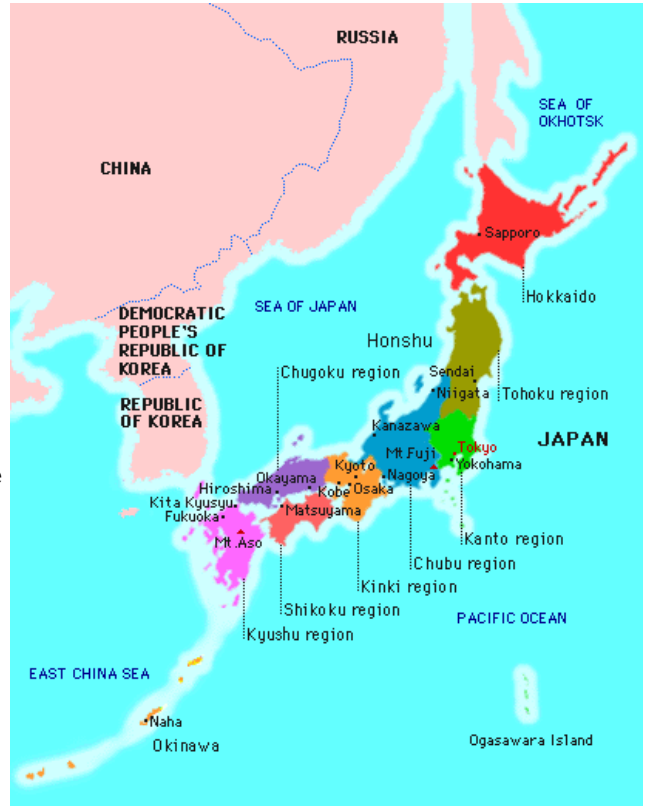 RUSSIA
SEA OF
OKHOTSK
CHINA
Sapporo
Hokkaido
DEMOCRATIC
PEOPLE'S
REPUBLIC OF
KOREA
SEA OF JAPAN
Honshu
Sendai
Niigata
Tohoku region
Chugoku region
REPUBLIC
OF KOREA
Kanazawa
JAPAN
Tokyo
Mt.Fuji
Yokohama
Kyoto
Nagoya
Okayama
Hiroshima
Kobe
Osaka
Kita Kyusyu
Matsuyama
Fukuoka
Mt.Aso
Kanto region
Chubu region
Kinki region
Shikoku region
Kyushu region
PACIFIC OCEAN
EAST CHINA SEA
Naha
Okinawa
Ogasawara Island